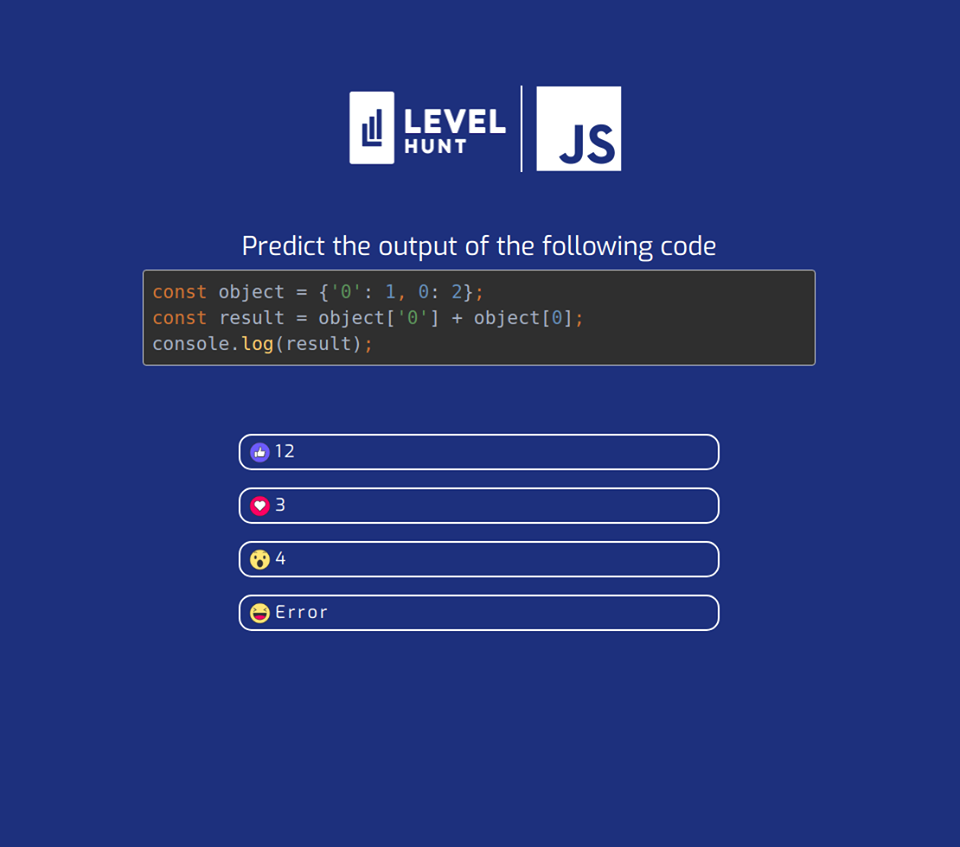 LEVEL
HUNT
JS
Predict the output of the following code
const object = {'0': 1, 0: 2};
const result = object['0'] + object[0];
console.log(result);
12
3
4
Error